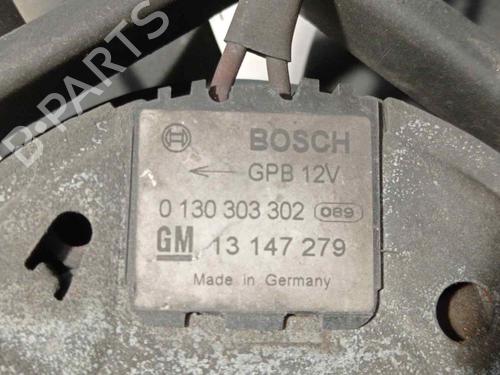 BOSCH
GPB 12V
0 130 303 302 089
GM 13 147 279
Made in Germany
B-PARTS